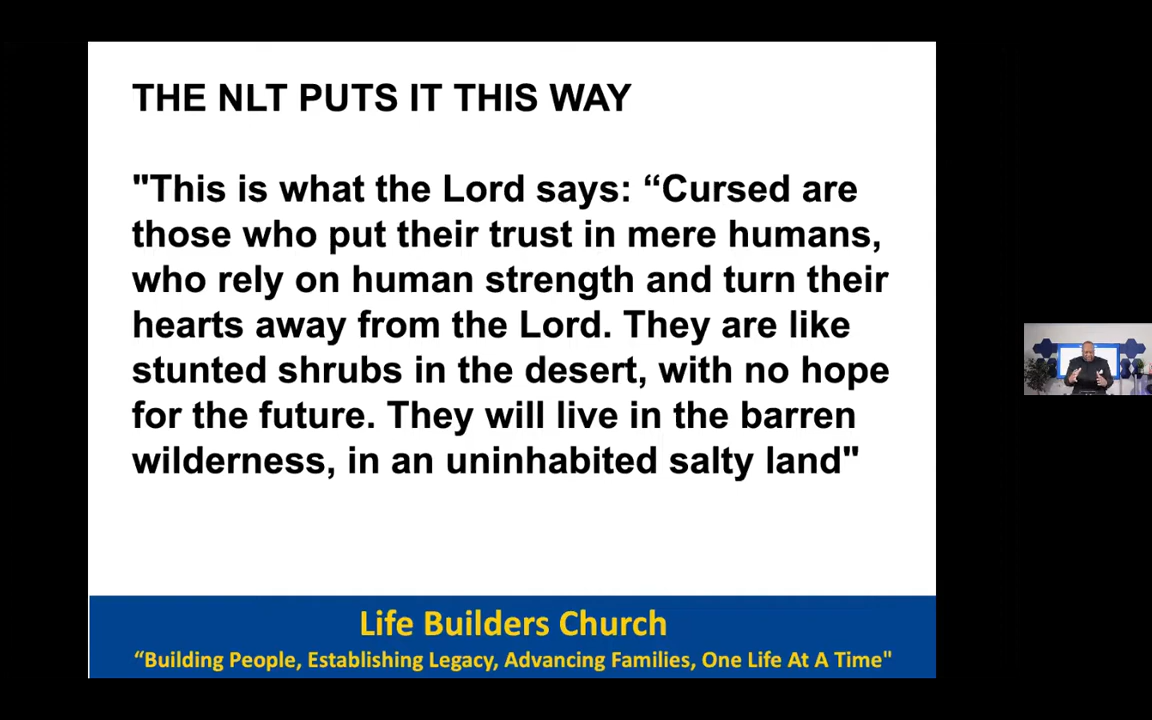 THE NLT PUTS IT THIS WAY
"This is what the Lord says: “Cursed are
those who put their trust in mere humans,
who rely on human strength and turn their
hearts away from the Lord. They are like
stunted shrubs in the desert, with no hope
for the future. They will live in the barren
wilderness, in an uninhabited salty land"
Life Builders Church
“Building People, Establishing Legacy, Advancing Families, One Life At A Time"